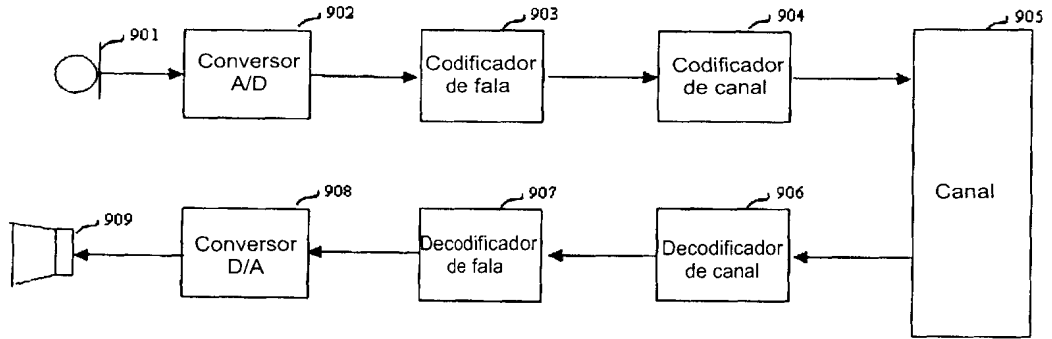 901
902
903
904
905
Conversor
A/D
Codificador
de fala
Codificador
de canal
Canal
909
908
907
906
Conversor
D/A
Decodificador
de fala
Decodificador
de canal